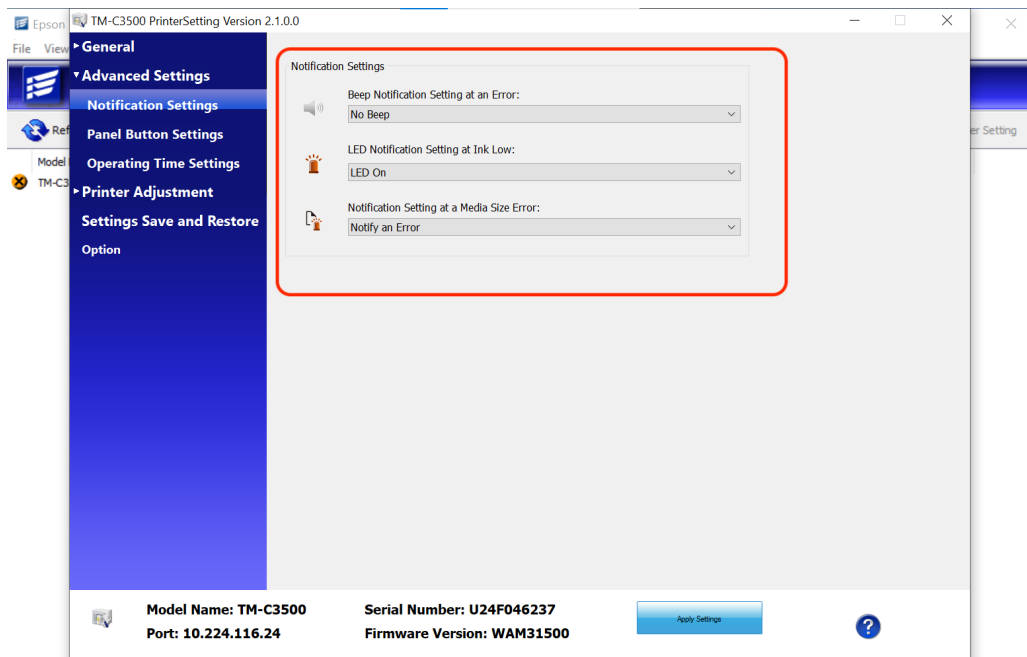 Epson
TM-C3500 PrinterSetting Version 2.1.0.0
File View
General
Advanced Settings
Notification Settings
Panel Button Settings
Operating Time Settings
Printer Adjustment
Settings Save and Restore
Option
Ref
Model
TM-C3
er Setting
Notification Settings
Beep Notification Setting at an Error:
No Beep
LED Notification Setting at Ink Low:
LED On
Notification Setting at a Media Size Error:
Notify an Error
Model Name: TM-C3500
Port: 10.224.116.24
Serial Number: U24F046237
Firmware Version: WAM31500
Apply Settings
?